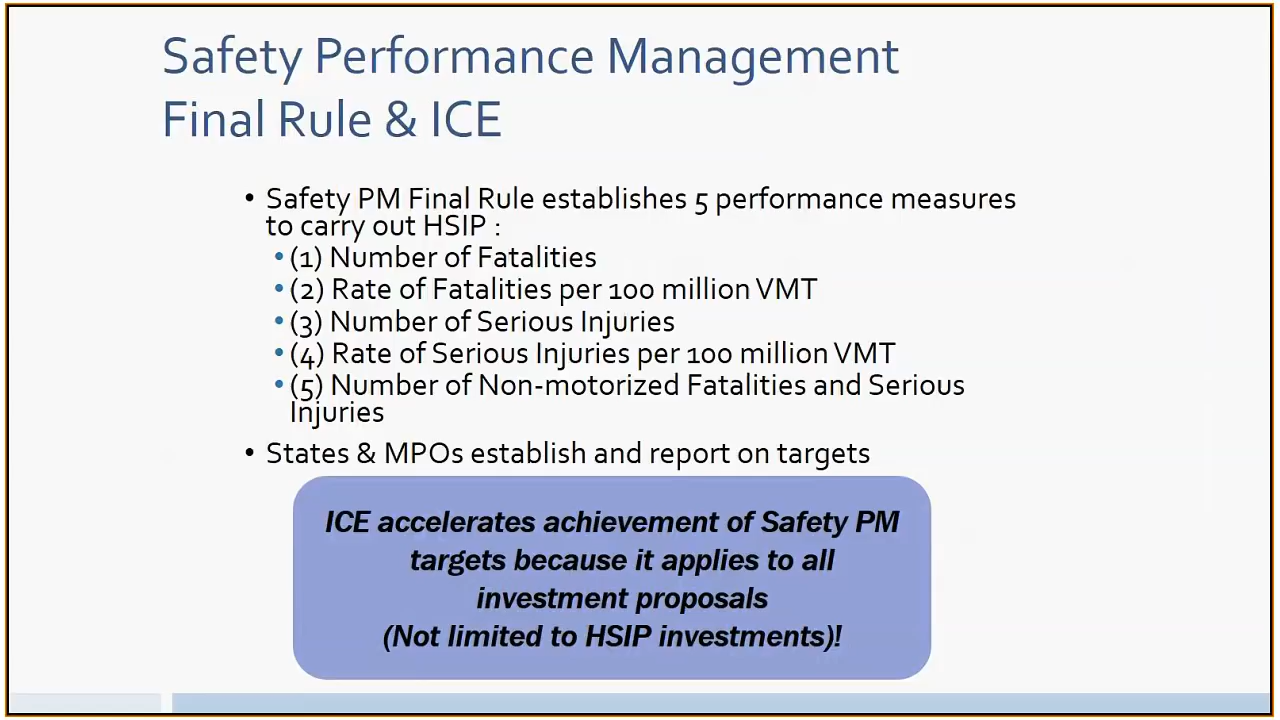 Safety Performance Management
Final Rule & ICE
• Safety PM Final Rule establishes 5 performance measures
to carry out HSIP :
• (1) Number of Fatalities
• (2) Rate of Fatalities per 100 million VMT
• (3) Number of Serious Injuries
• (4) Rate of Serious Injuries per 100 million VMT
• (5) Number of Non-motorized Fatalities and Serious
Injuries
• States & MPOs establish and report on targets
ICE accelerates achievement of Safety PM
targets because it applies to all
investment proposals
(Not limited to HSIP investments)!